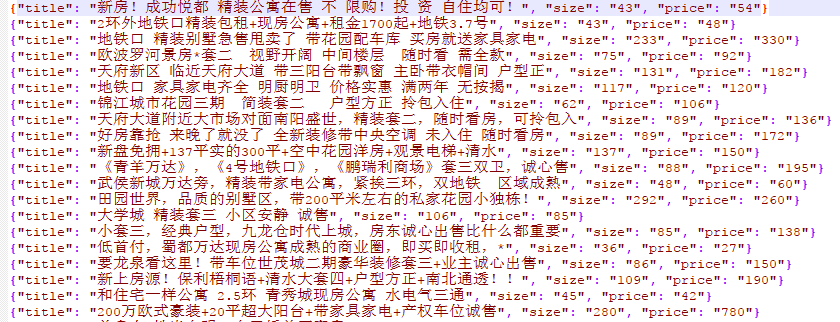 {"title": "新房！成功悦都 精装公寓在售 不 限购！投 资 自住均可！", "size": "43", "price": "54"}
{"title": "2环外地铁口精装包租+现房公寓+租金1700起+地铁3.7号", "size": "43", "price": "48"}
{"title": "地铁口 精装别墅急售甩卖了 带花园配车库 买房就送家具家电", "size": "233", "price": "330"}
{"title": "欧波罗河景房*套二  视野开阔 中间楼层  随时看 需全款", "size": "75", "price": "92"}
{"title": "天府新区 临近天府大道 带三阳台带飘窗 主卧带衣帽间 户型正", "size": "131", "price": "182"}
{"title": "地铁口 家具家电齐全 明厨明卫 价格实惠 满两年 无按揭", "size": "117", "price": "120"}
{"title": "锦江城市花园三期  简装套二   户型方正 拎包入住", "size": "62", "price": "106"}
{"title": "天府大道附近大市场对面南阳盛世，精装套二，随时看房，可拎包入", "size": "89", "price": "136"}
{"title": "好房靠抢 来晚了就没了 全新装修带中央空调 未入住 随时看房", "size": "89", "price": "172"}
{"title": "新盘免拥+137平实的300平+空中花园洋房+观景电梯+清水", "size": "137", "price": "150"}
{"title": "《青羊万达》，《4号地铁口》，《鹏瑞利商场》套三双卫，诚心售", "size": "88", "price": "195"}
{"title": "武侯新城万达旁，精装带家电公寓，紧挨三环，双地铁  区域成熟", "size": "48", "price": "60"}
{"title": "田园世界，品质的别墅区，带200平米左右的私家花园小独栋！", "size": "292", "price": "260"}
{"title": "大学城 精装套三 小区安静 诚售", "size": "106", "price": "85"}
{"title": "小套三，经典户型，九龙仓时代上城，房东诚心出售比什么都重要", "size": "85", "price": "138"}
{"title": "低首付，蜀都万达现房公寓成熟的商业圈，即买即收租，*", "size": "36", "price": "27"}
{"title": "要龙泉看这里！带车位世茂城二期豪华装修套三+业主诚心出售", "size": "86", "price": "150"}
{"title": "新上房源！保利梧桐语+清水大套四+户型方正+南北通透！！", "size": "109", "price": "190"}
{"title": "和住宅一样公寓 2.5环 青秀城现房公寓 水电气三通", "size": "45", "price": "42"}
{"title": "200万欧式豪装+20平超大阳台+带家具家电+产权车位诚售", "size": "280", "price": "780"}